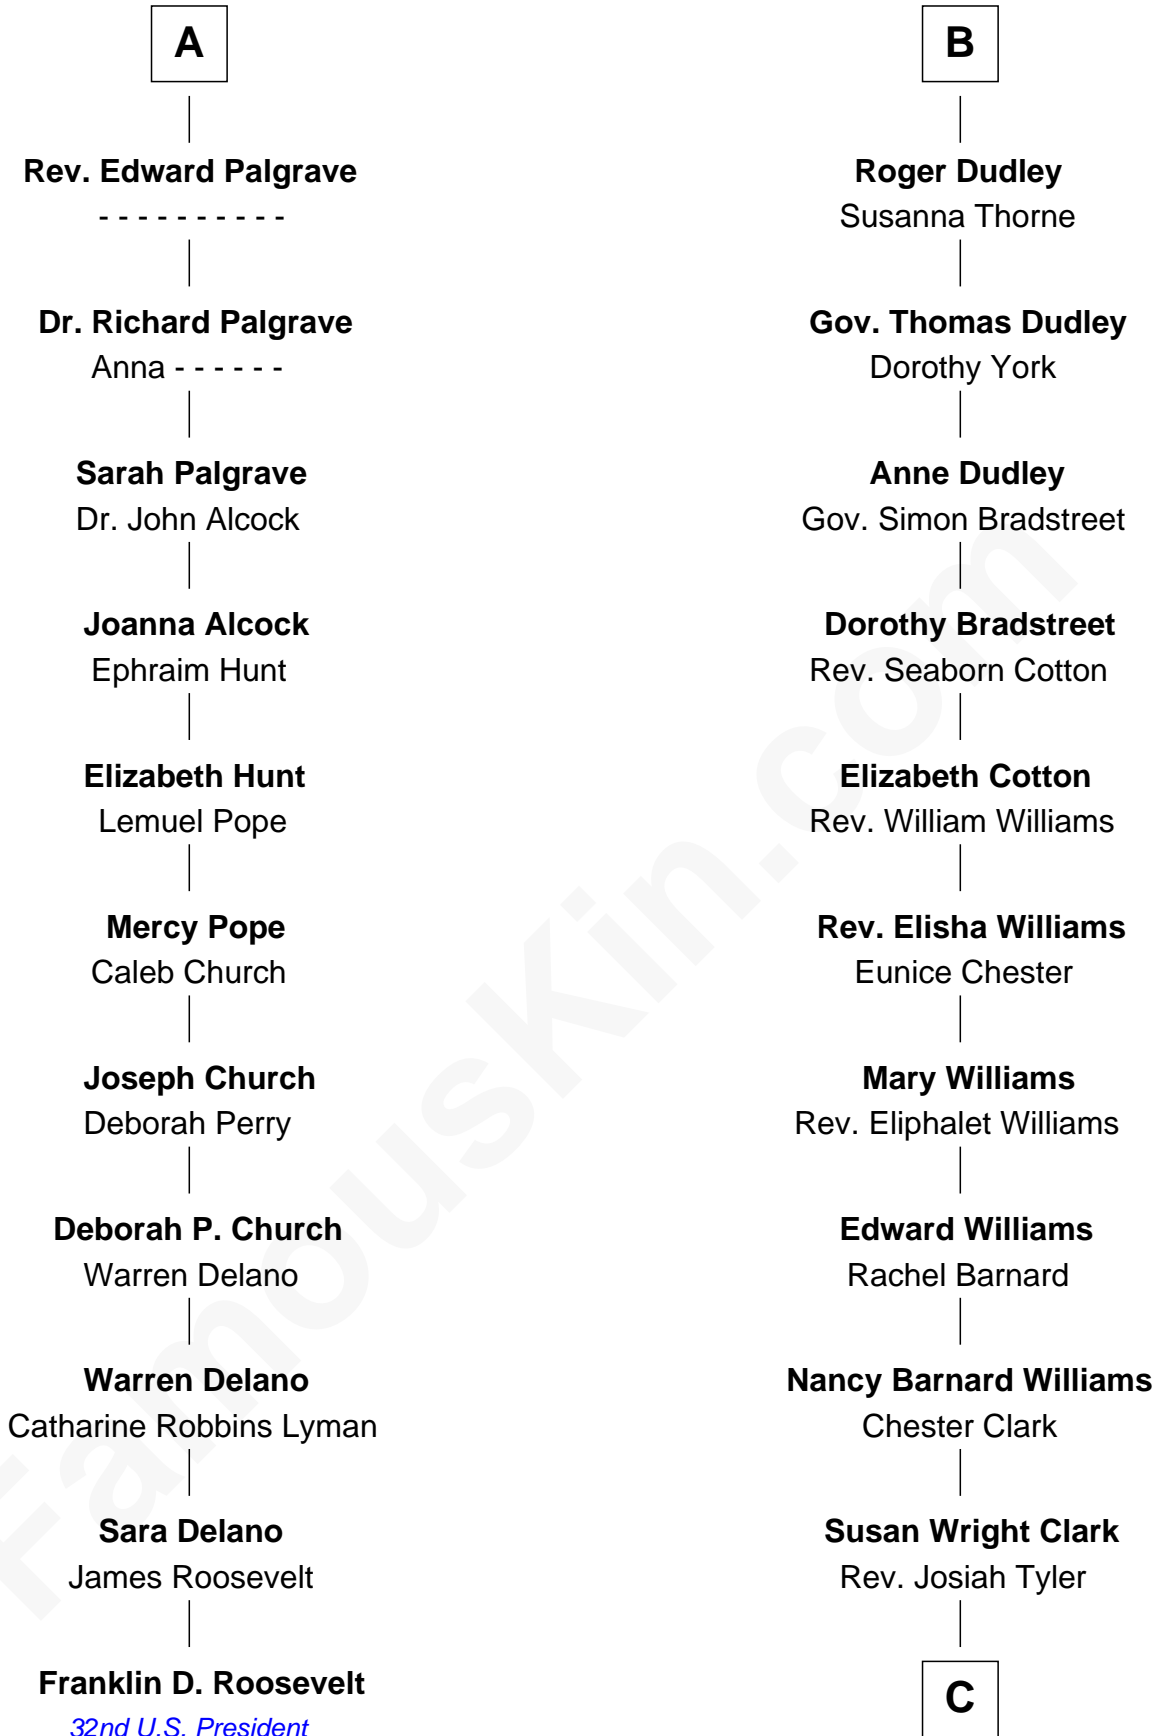 A
Rev. Edward Palgrave
- - - - - - - - - -
Dr. Richard Palgrave
Anna - - - - - -
Sarah Palgrave
Dr. John Alcock
Joanna Alcock
Ephraim Hunt
Elizabeth Hunt
Lemuel Pope
Mercy Pope
Caleb Church
Joseph Church
Deborah Perry
Deborah P. Church
Warren Delano
Warren Delano
Catharine Robbins Lyman
Sara Delano
James Roosevelt
Franklin D. Roosevelt
32nd U.S. President
B
Roger Dudley
Susanna Thorne
Gov. Thomas Dudley
Dorothy York
Anne Dudley
Gov. Simon Bradstreet
Dorothy Bradstreet
Rev. Seaborn Cotton
Elizabeth Cotton
Rev. William Williams
Rev. Elisha Williams
Eunice Chester
Mary Williams
Rev. Eliphalet Williams
Edward Williams
Rachel Barnard
Nancy Barnard Williams
Chester Clark
Susan Wright Clark
Rev. Josiah Tyler
C
FamousKin.com